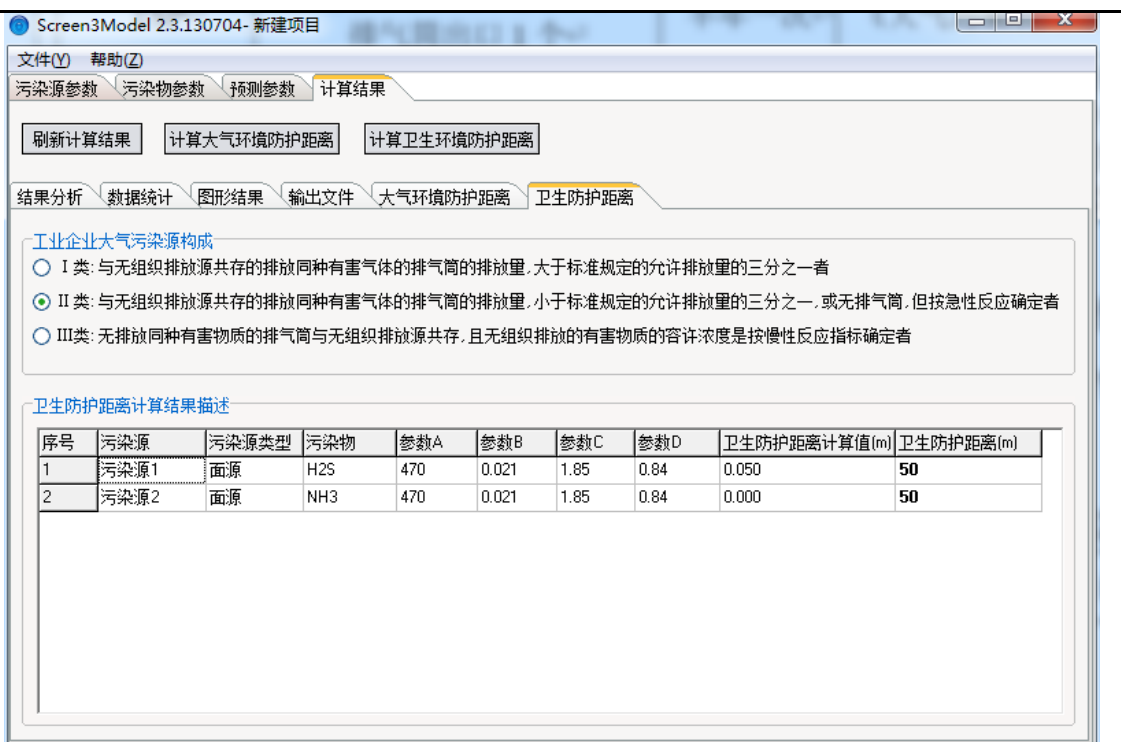 Screen3Model 2.3.130704- 新建项目
文件(Y) 帮助(Z)
污染源参数 污染物参数 预测参数 计算结果
刷新计算结果 计算大气环境防护距离 计算卫生环境防护距离
结果分析 数据统计 图形结果 输出文件 大气环境防护距离 卫生防护距离
工业企业大气污染源构成
I 类: 与无组织排放源共存的排放同种有害气体的排气筒的排放量,大于标准规定的允许排放量的三分之一者
II 类: 与无组织排放源共存的排放同种有害气体的排气筒的排放量,小于标准规定的允许排放量的三分之一,或无排气筒,但按急性反应确定者
III类: 无排放同种有害物质的排气筒与无组织排放源共存,且无组织排放的有害物质的容许浓度是按慢性反应指标确定者
卫生防护距离计算结果描述
序号 污染源 污染源类型 污染物 参数A 参数B 参数C 参数D 卫生防护距离计算值(m) 卫生防护距离(m)
1 污染源1 面源 H2S 470 0.021 1.85 0.84 0.050 50
2 污染源2 面源 NH3 470 0.021 1.85 0.84 0.000 50